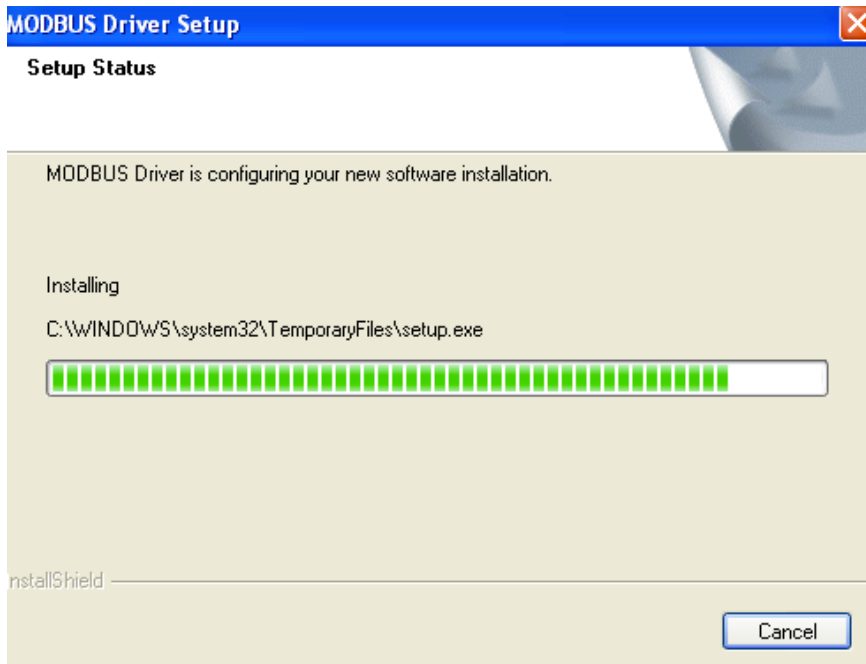 MODBUS Driver Setup
Setup Status
MODBUS Driver is configuring your new software installation.
Installing
C:\WINDOWS\system32\TemporaryFiles\setup.exe
nstallShield
Cancel